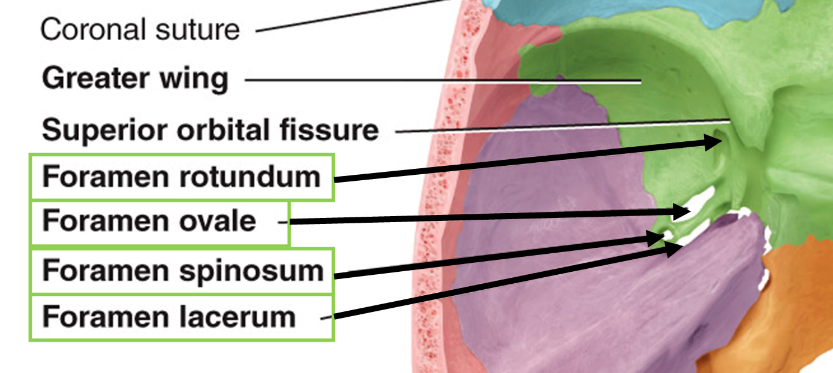 Coronal suture
Greater wing
Superior orbital fissure
Foramen rotundum
Foramen ovale
Foramen spinosum
Foramen lacerum